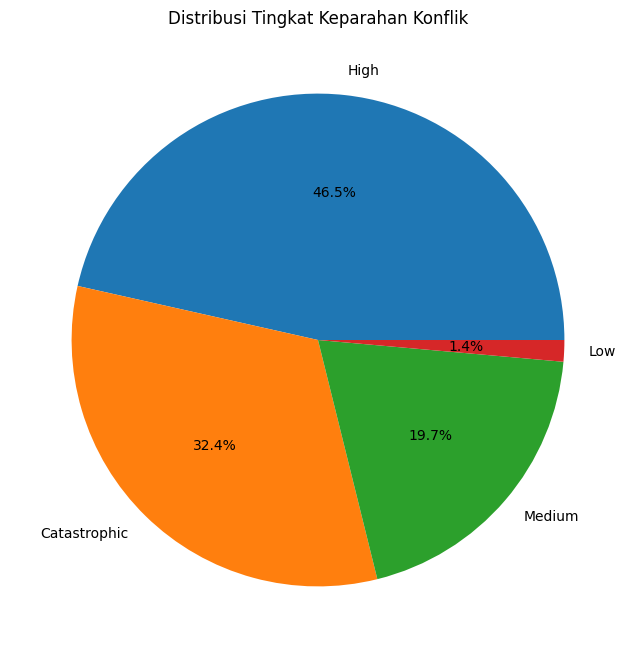 Distribusi Tingkat Keparahan Konflik
High
46.5%
1.4%
Low
32.4%
19.7%
Medium
Catastrophic